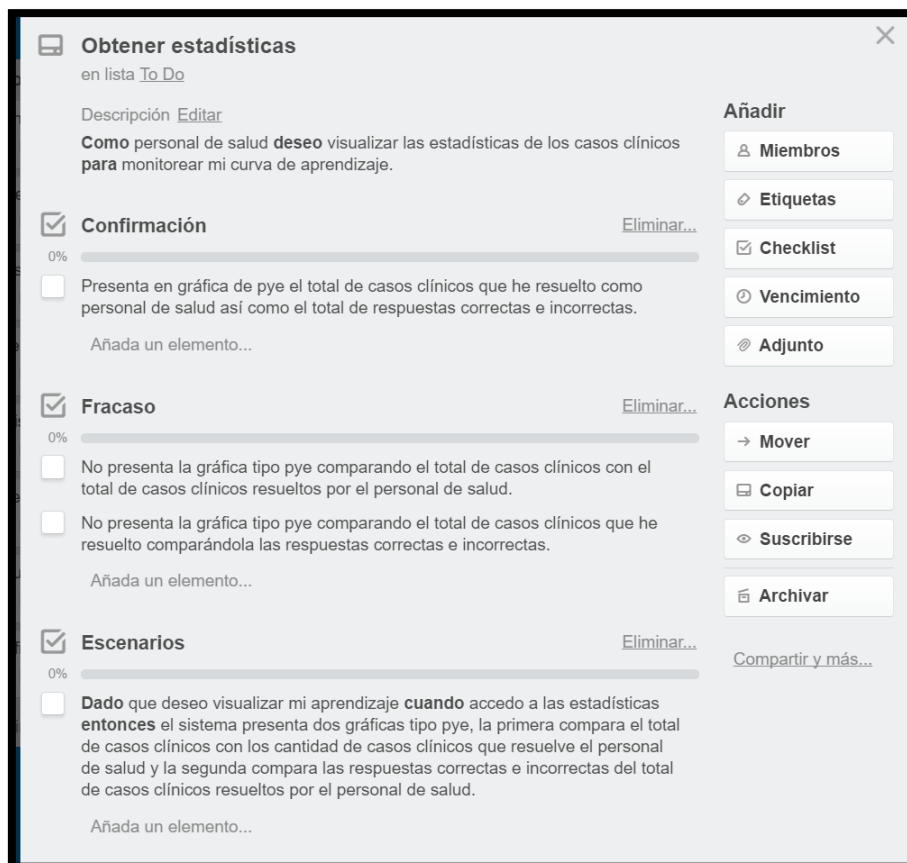 Obtener estadísticas
en lista To Do
Descripción Editar
Como personal de salud deseo visualizar las estadísticas de los casos clínicos
para monitorear mi curva de aprendizaje.
Confirmación
Eliminar...
0%
Presenta en gráfica de pye el total de casos clínicos que he resuelto como
personal de salud así como el total de respuestas correctas e incorrectas.
Añada un elemento...
Fracaso
Eliminar...
0%
No presenta la gráfica tipo pye comparando el total de casos clínicos con el
total de casos clínicos resueltos por el personal de salud.
No presenta la gráfica tipo pye comparando el total de casos clínicos que he
resuelto comparándola las respuestas correctas e incorrectas.
Añada un elemento...
Escenarios
Eliminar...
0%
Dado que deseo visualizar mi aprendizaje cuando accedo a las estadísticas
entonces el sistema presenta dos gráficas tipo pye, la primera compara el total
de casos clínicos con los cantidad de casos clínicos que resuelve el personal
de salud y la segunda compara las respuestas correctas e incorrectas del total
de casos clínicos resueltos por el personal de salud.
Añada un elemento...
Añadir
Miembros
Etiquetas
Checklist
Vencimiento
Adjunto
Acciones
Mover
Copiar
Suscribirse
Archivar
Compartir y más...